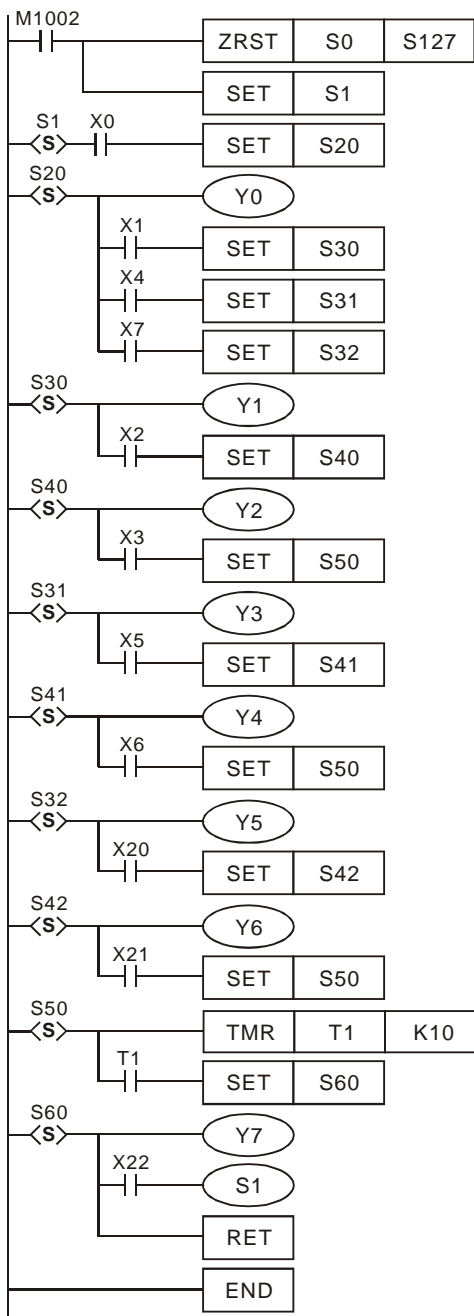 M1002
ZRST S0 S127
SET S1
S1 X0
S SET S20
S20
S Y0
X1
SET S30
X4
SET S31
X7
SET S32
S30
S Y1
X2
SET S40
S40
S Y2
X3
SET S50
S31
S Y3
X5
SET S41
S41
S Y4
X6
SET S50
S32
S Y5
X20
SET S42
S42
S Y6
X21
SET S50
S50
S TMR T1 K10
T1
SET S60
S60
S Y7
X22
S1
RET
END